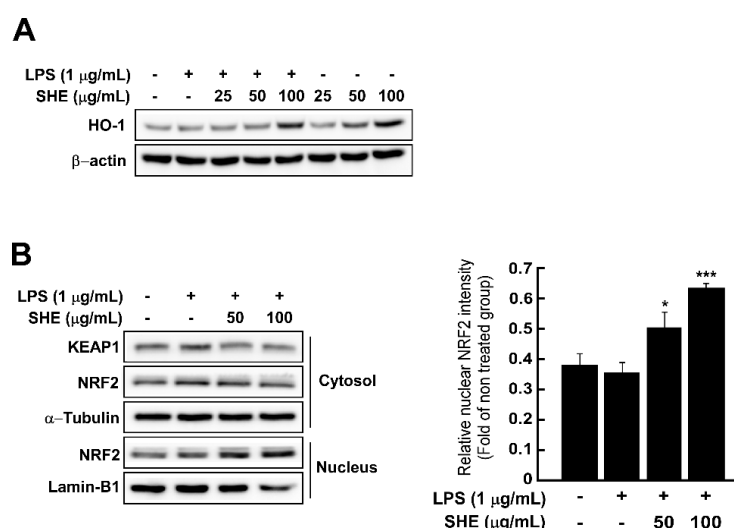 A
LPS (1 μg/mL) - + + + + - - -
SHE (μg/mL) - - 25 50 100 25 50 100
HO-1
β-actin
B
LPS (1 μg/mL) - + + +
SHE (μg/mL) - - 50 100
KEAP1
NRF2
Cytosol
α-Tubulin
NRF2
Nucleus
Lamin-B1
Relative nuclear NRF2 intensity
(Fold of non treated group)
0.7
0.6
0.5
0.4
0.3
0.2
0.1
0
*
***
LPS (1 μg/mL) - + + +
SHE (μg/mL) - - 50 100